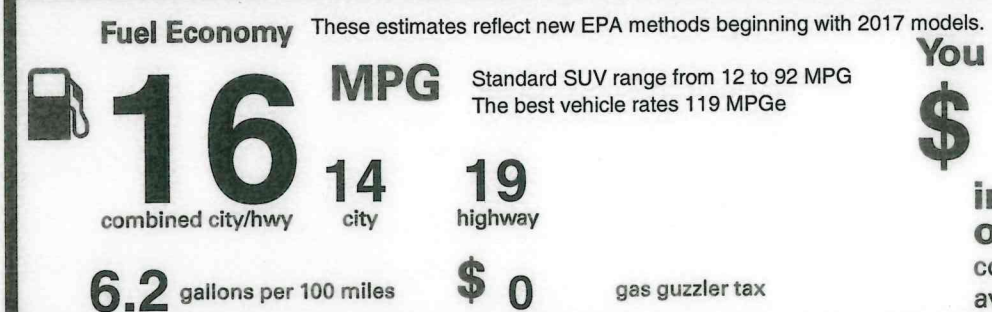 Fuel Economy These estimates reflect new EPA methods beginning with 2017 models.
16 MPG
combined city/hwy
Standard SUV range from 12 to 92 MPG
The best vehicle rates 119 MPGe
14
city
19
highway
6.2 gallons per 100 miles
$ 0 gas guzzler tax
You
$